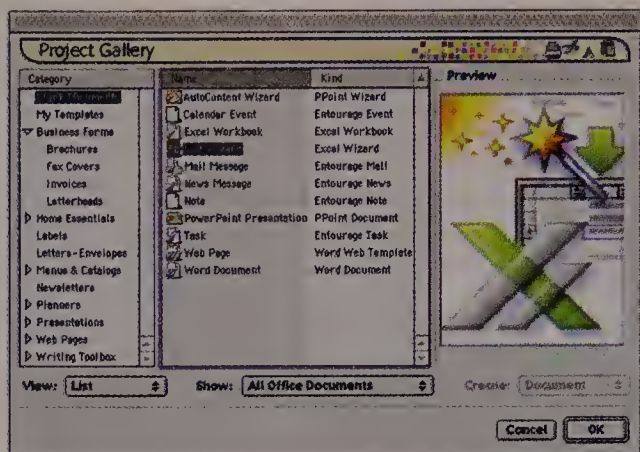 Project Gallery
Category
My Templates
Business Forms
Brochures
Fax Covers
Invoices
Letterheads
Home Essentials
Labels
Letters-Envelopes
Menus & Catalogs
Newsletters
Planners
Presentations
Web Pages
Writing Toolbox
Name Kind
AutoContent Wizard PPoint Wizard
Calendar Event Entourage Event
Excel Workbook Excel Workbook
Excel Wizard
Mail Message Entourage Mail
News Message Entourage News
Note Entourage Note
PowerPoint Presentation PPoint Document
Task Entourage Task
Web Page Word Web Template
Word Document Word Document
Preview
View: List
Show: All Office Documents
Create: Document
Cancel OK